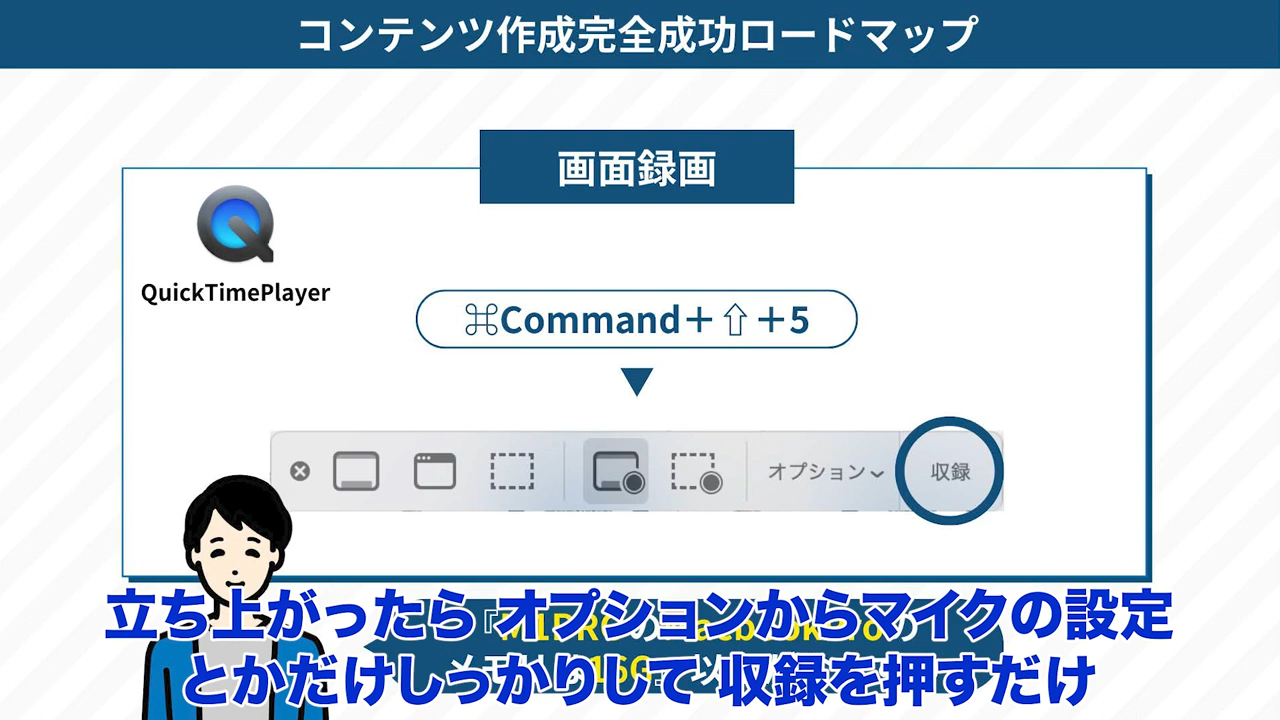 コンテンツ作成完全成功ロードマップ
画面録画
QuickTimePlayer
⌘Command＋⇧＋5
オプション
収録
立ち上がったら オプションからマイクの設定
とかだけしっかりして 収録を押すだけ